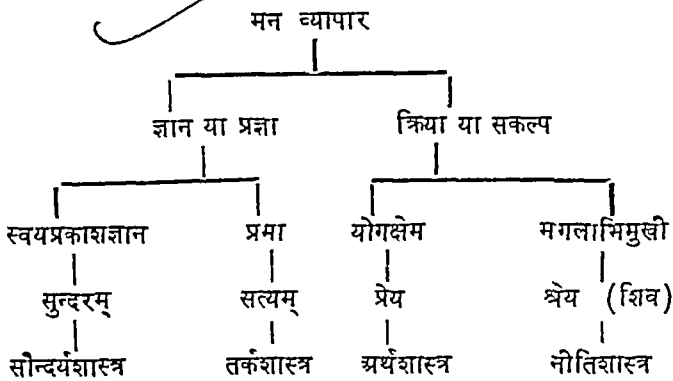 मन व्यापार
ज्ञान या प्रज्ञा क्रिया या सकल्प
स्वयप्रकाशज्ञान प्रमा योगक्षेम मगलाभिमुखी
सुन्दरम् सत्यम् प्रेय श्रेय (शिव)
सौन्दर्यशास्त्र तर्कशास्त्र अर्थशास्त्र नीतिशास्त्र